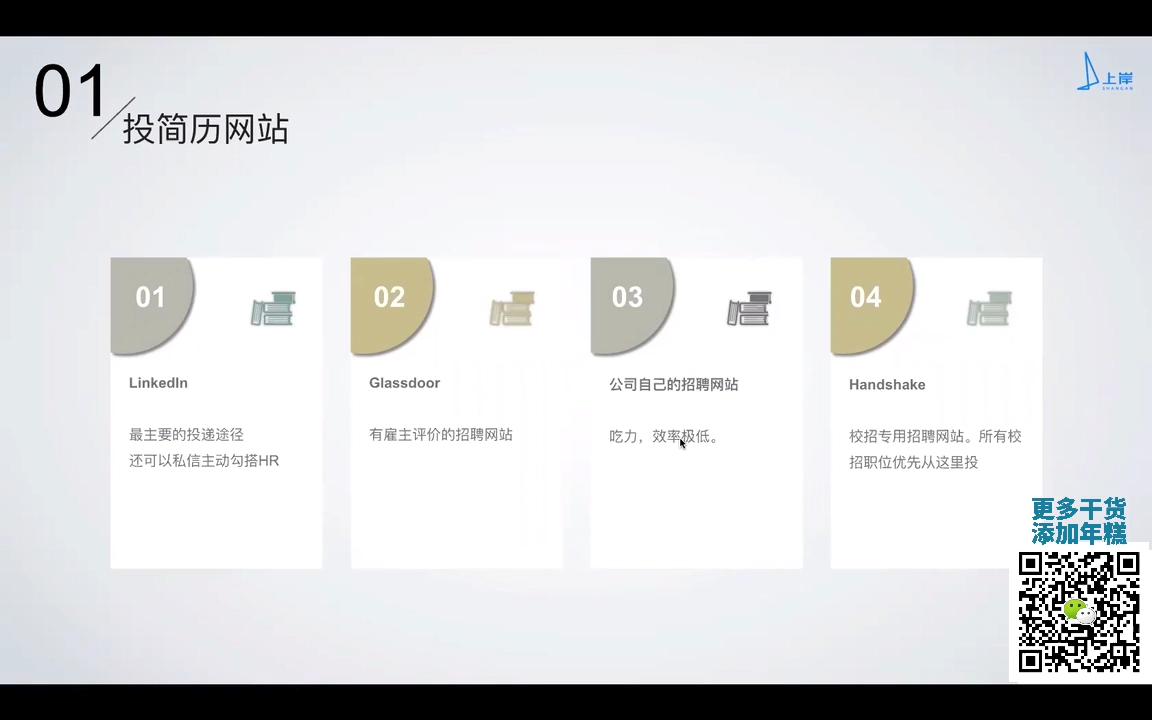 01
投简历网站
上岸
SHANGAN
01
LinkedIn
最主要的投递途径
还可以私信主动勾搭HR
02
Glassdoor
有雇主评价的招聘网站
03
公司自己的招聘网站
吃力，效率极低。
04
Handshake
校招专用招聘网站。所有校
招职位优先从这里投
更多干货
添加年糕